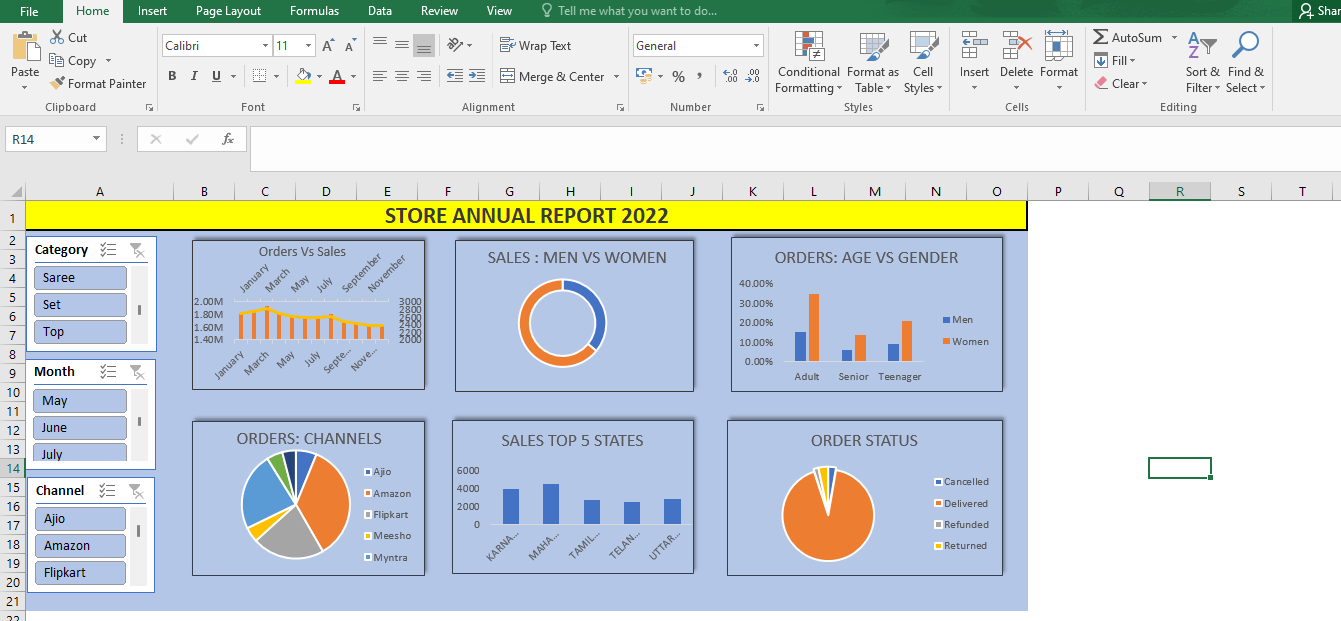 File Home Insert Page Layout Formulas Data Review View Tell me what you want to do... Shar
Cut
Copy
Format Painter
Paste
Clipboard
Calibri 11
B I U
Font
Wrap Text
Merge & Center
Alignment
General
%
Number
Conditional Formatting
Format as Table
Cell Styles
Styles
Insert Delete Format
Cells
AutoSum
Fill
Clear
Sort & Filter
Find & Select
Editing
R14
fx
A B C D E F G H I J K L M N O P Q R S T
1
2
3
4
5
6
7
8
9
10
11
12
13
14
15
16
17
18
19
20
21
22
STORE ANNUAL REPORT 2022
Category
Saree
Set
Top
Month
May
June
July
Channel
Ajio
Amazon
Flipkart
Orders Vs Sales
January March May July September November
2.00M
1.80M
1.60M
1.40M
3000
2800
2600
2400
2200
2000
January March May July Septe... Nove...
SALES : MEN VS WOMEN
ORDERS: AGE VS GENDER
40.00%
30.00%
20.00%
10.00%
0.00%
Adult Senior Teenager
Men
Women
ORDERS: CHANNELS
Ajio
Amazon
Flipkart
Meesho
Myntra
SALES TOP 5 STATES
6000
4000
2000
0
KARNA... MAHA... TAMIL... TELAN... UTTAR...
ORDER STATUS
Cancelled
Delivered
Refunded
Returned